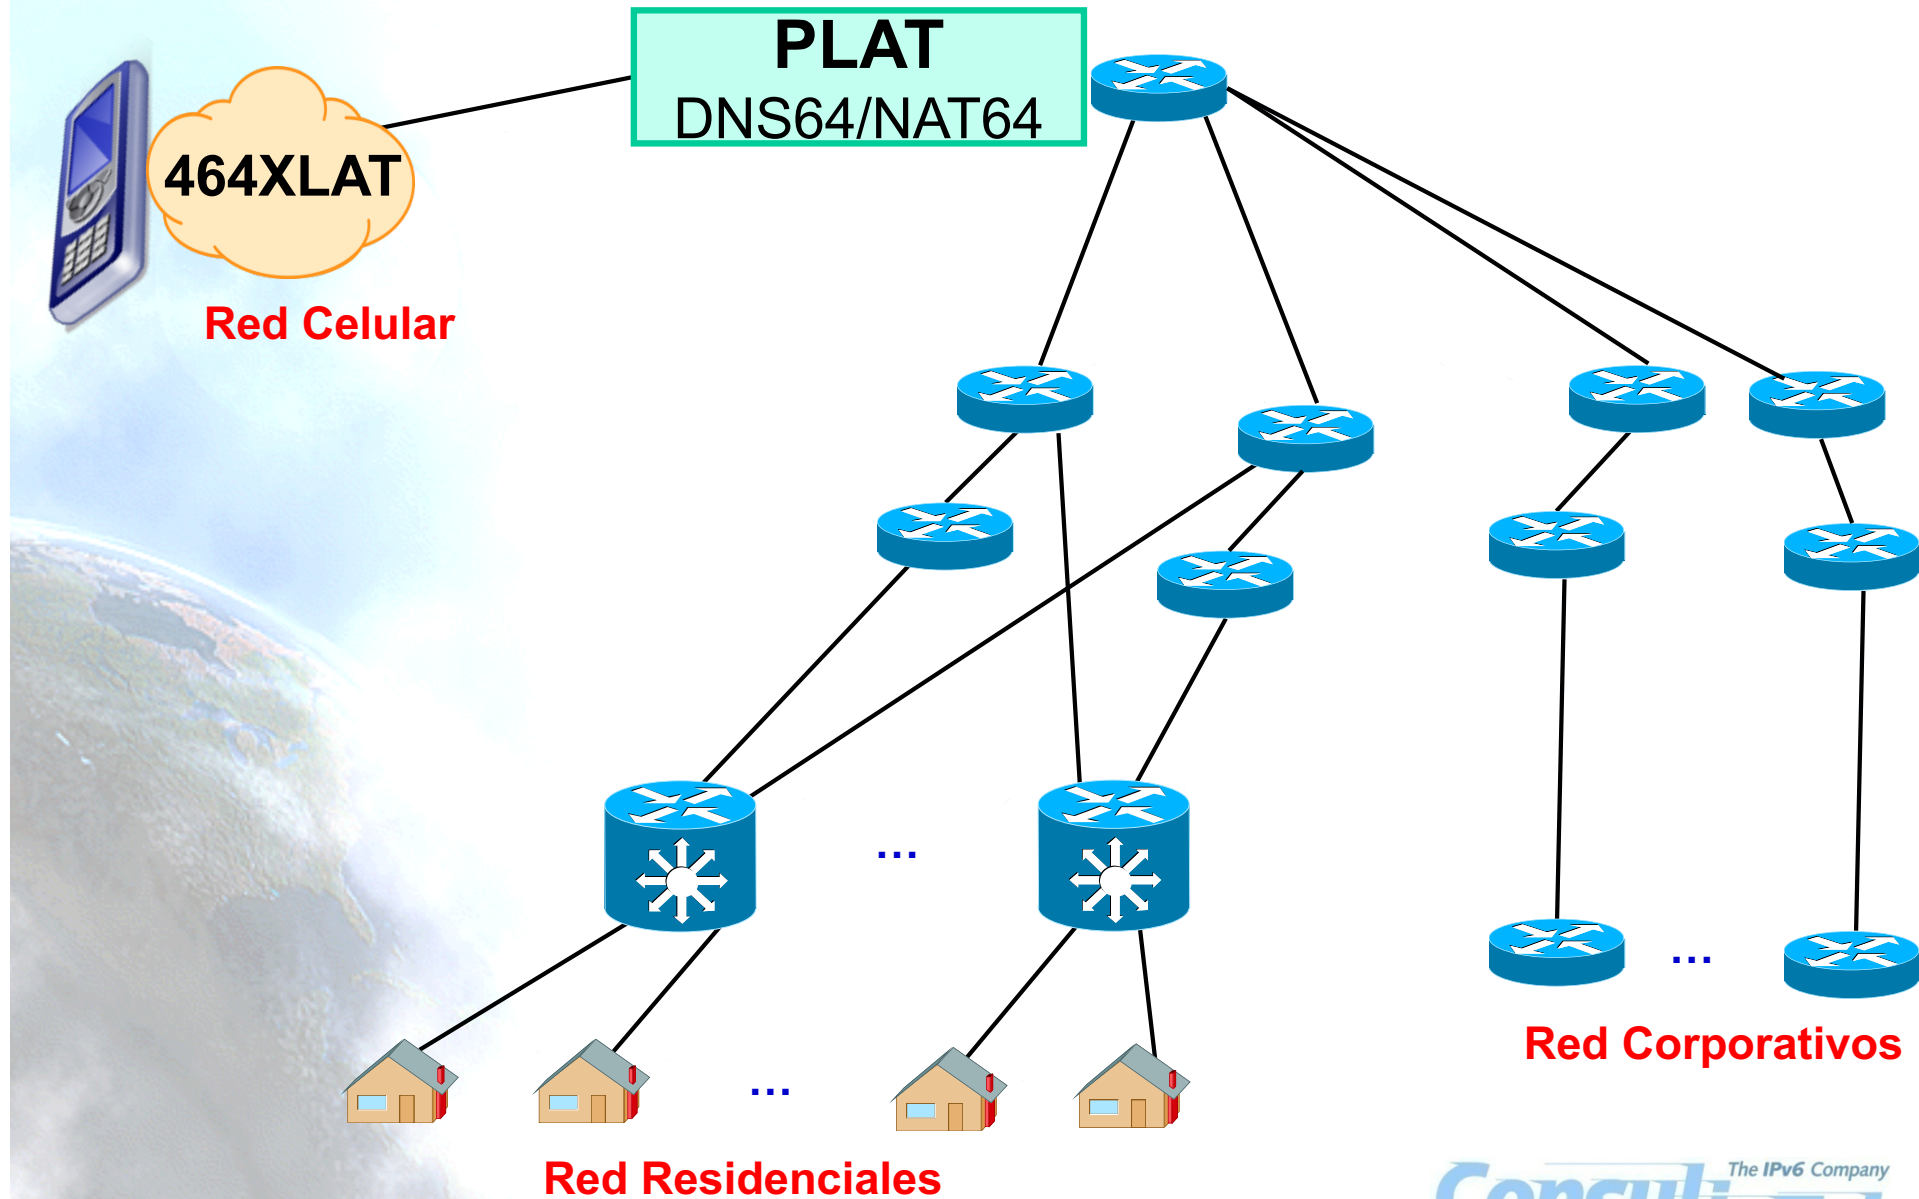 PLAT
DNS64/NAT64
464XLAT
Red Celular
...
...
...
Red Corporativos
Red Residenciales
The IPv6 Company